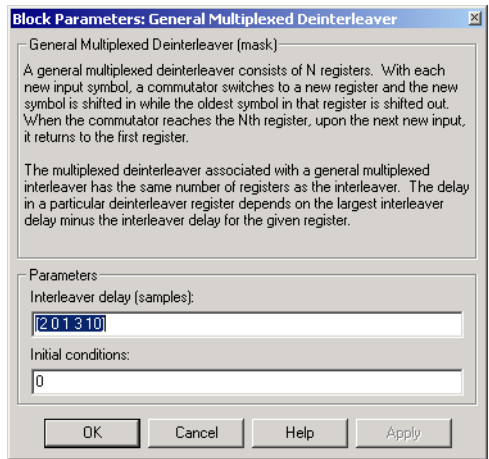 Block Parameters: General Multiplexed Deinterleaver
General Multiplexed Deinterleaver (mask)
A general multiplexed deinterleaver consists of N registers. With each
new input symbol, a commutator switches to a new register and the new
symbol is shifted in while the oldest symbol in that register is shifted out.
When the commutator reaches the Nth register, upon the next new input,
it returns to the first register.
The multiplexed deinterleaver associated with a general multiplexed
interleaver has the same number of registers as the interleaver. The delay
in a particular deinterleaver register depends on the largest interleaver
delay minus the interleaver delay for the given register.
Parameters
Interleaver delay (samples):
[2 0 1 3 10]
Initial conditions:
0
OK Cancel Help Apply